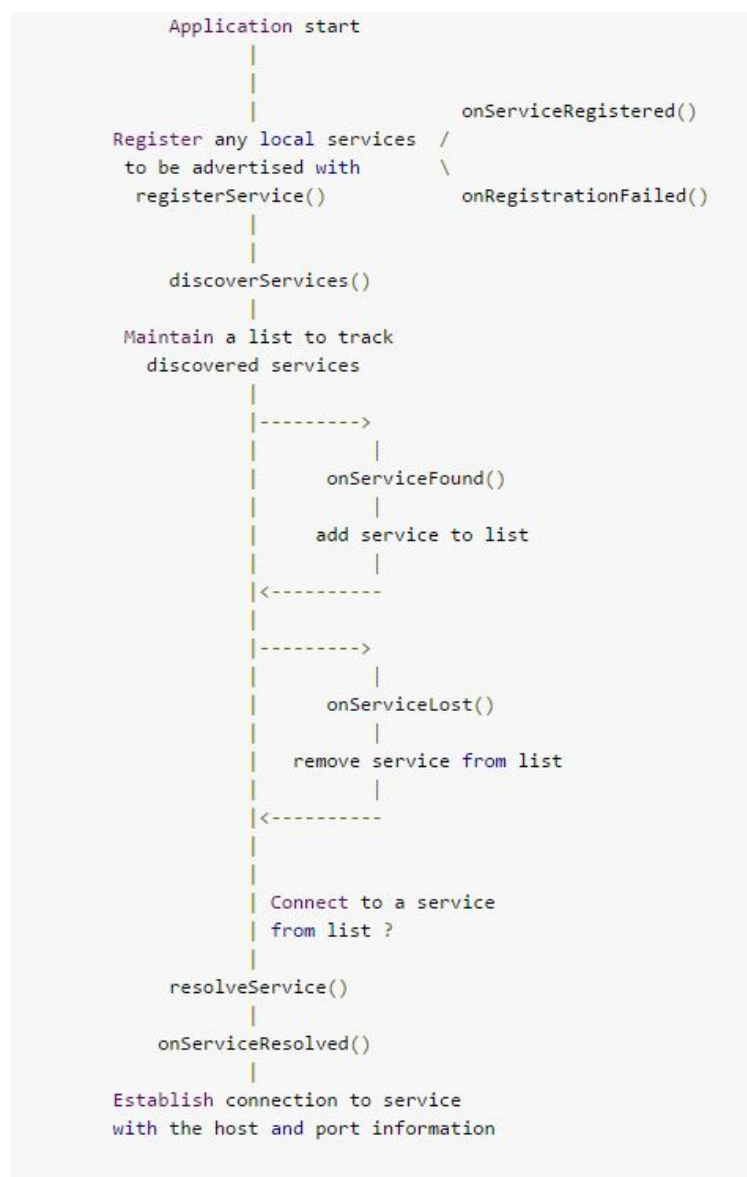 Application start
|
|
| onServiceRegistered()
Register any local services /
to be advertised with \
registerService() onRegistrationFailed()
|
|
discoverServices()
|
Maintain a list to track
discovered services
|
|--------->
| |
| onServiceFound()
| |
| add service to list
| |
|<----------
|
|--------->
| |
| onServiceLost()
| |
| remove service from list
| |
|<----------
|
|
| Connect to a service
| from list ?
|
resolveService()
|
onServiceResolved()
|
Establish connection to service
with the host and port information